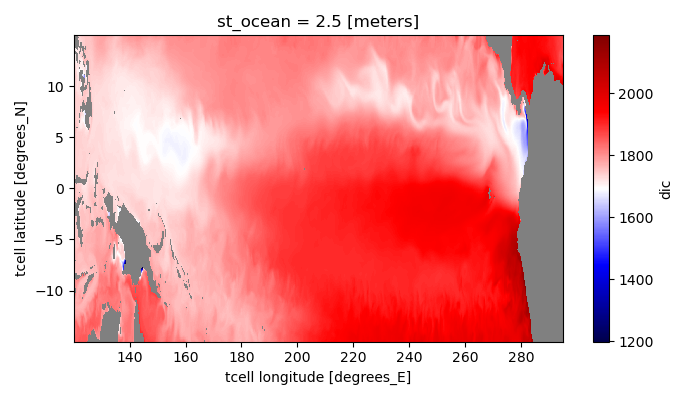 st_ocean = 2.5 [meters]
10
5
0
−5
−10
tcell latitude [degrees_N]
140 160 180 200 220 240 260 280
tcell longitude [degrees_E]
2000
1800
1600
1400
1200
dic